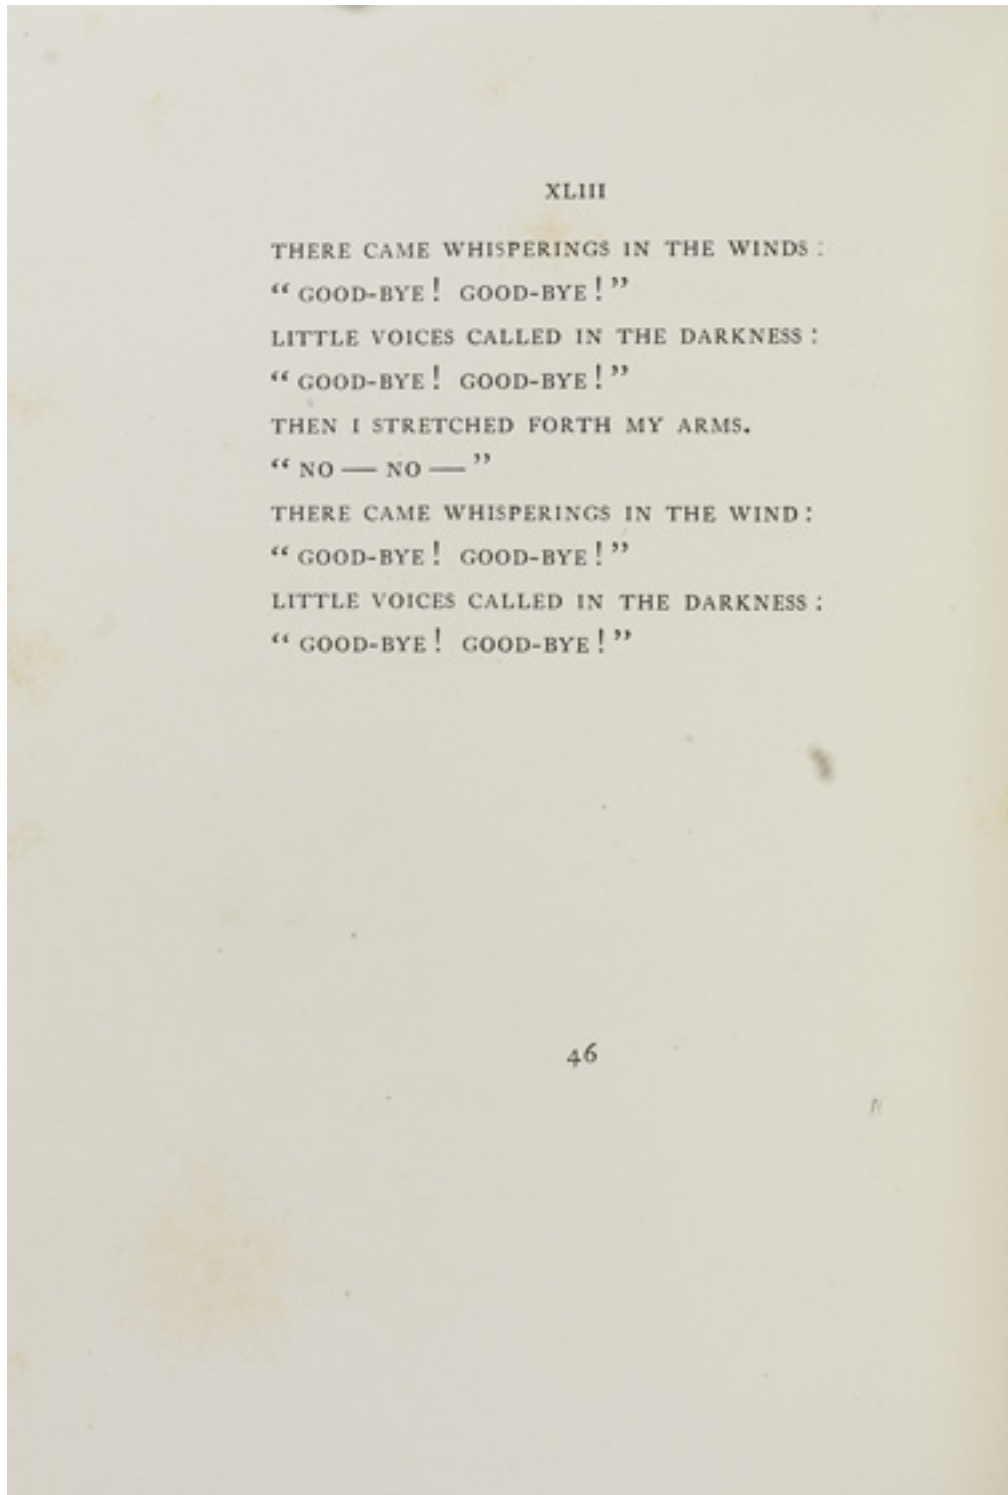 XLIII
THERE CAME WHISPERINGS IN THE WINDS :
“ GOOD-BYE ! GOOD-BYE ! ”
LITTLE VOICES CALLED IN THE DARKNESS :
“ GOOD-BYE ! GOOD-BYE ! ”
THEN I STRETCHED FORTH MY ARMS.
“ NO — NO — ”
THERE CAME WHISPERINGS IN THE WIND :
“ GOOD-BYE ! GOOD-BYE ! ”
LITTLE VOICES CALLED IN THE DARKNESS :
“ GOOD-BYE ! GOOD-BYE ! ”
46